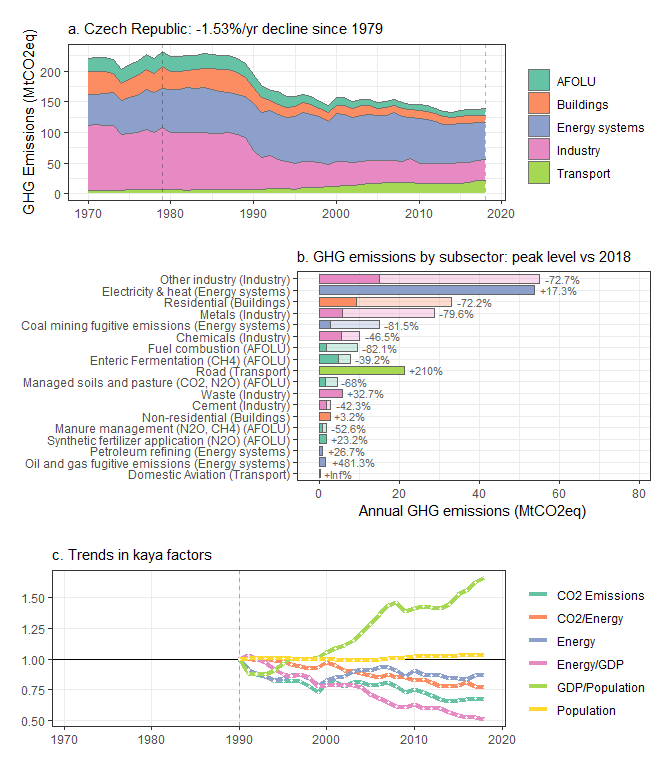 a. Czech Republic: -1.53%/yr decline since 1979
GHG Emissions (MtCO2eq)
200
150
100
50
0
1970
1980
1990
2000
2010
2020
AFOLU
Buildings
Energy systems
Industry
Transport
b. GHG emissions by subsector: peak level vs 2018
Other industry (Industry) -72.7%
Electricity & heat (Energy systems) +17.3%
Residential (Buildings) -72.2%
Metals (Industry) -79.6%
Coal mining fugitive emissions (Energy systems) -81.5%
Chemicals (Industry) -46.5%
Fuel combustion (AFOLU) -82.1%
Enteric Fermentation (CH4) (AFOLU) -39.2%
Road (Transport) +210%
Managed soils and pasture (CO2, N2O) (AFOLU) -68%
Waste (Industry) +32.7%
Cement (Industry) -42.3%
Non-residential (Buildings) +3.2%
Manure management (N2O, CH4) (AFOLU) -52.6%
Synthetic fertilizer application (N2O) (AFOLU) +23.2%
Petroleum refining (Energy systems) +26.7%
Oil and gas fugitive emissions (Energy systems) +481.3%
Domestic Aviation (Transport) +Inf%
0
20
40
60
80
Annual GHG emissions (MtCO2eq)
c. Trends in kaya factors
1.50
1.25
1.00
0.75
0.50
1970
1980
1990
2000
2010
2020
CO2 Emissions
CO2/Energy
Energy
Energy/GDP
GDP/Population
Population